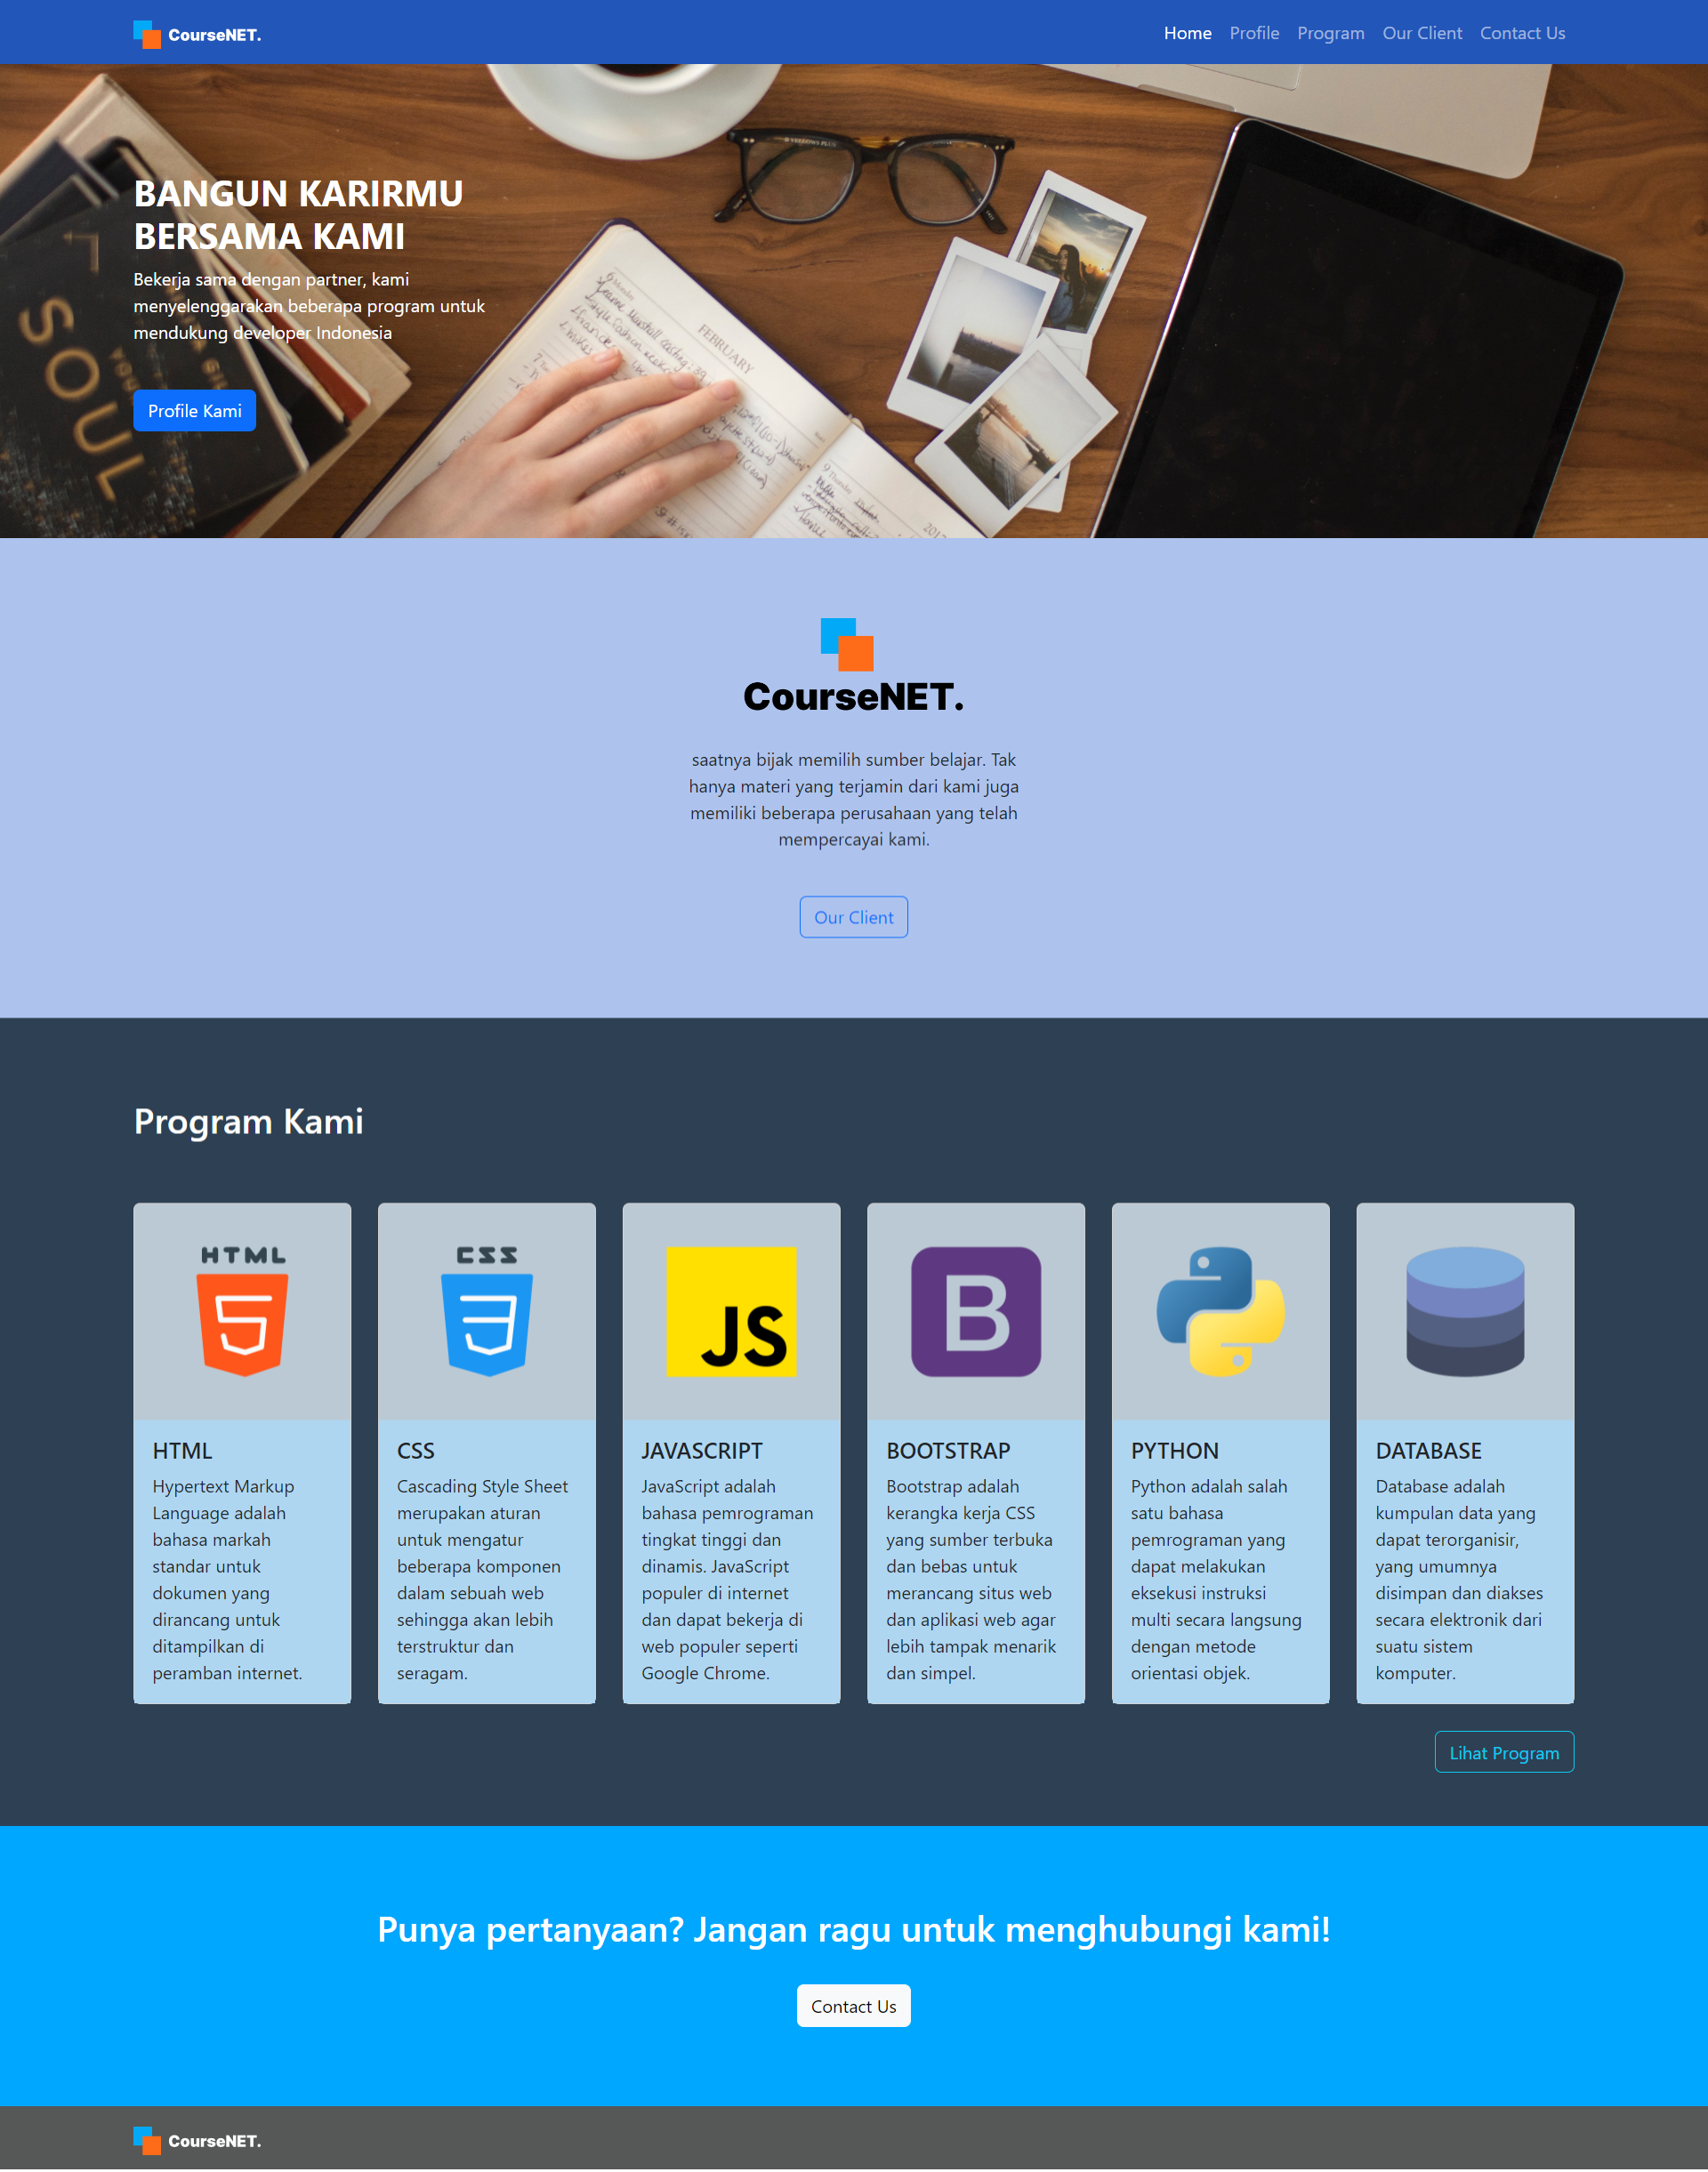 CourseNET.
Home Profile Program Our Client Contact Us
BANGUN KARIRMU
BERSAMA KAMI
Bekerja sama dengan partner, kami
menyelenggarakan beberapa program untuk
mendukung developer Indonesia
Profile Kami
SOUL
FEBRUARY
CourseNET.
saatnya bijak memilih sumber belajar. Tak
hanya materi yang terjamin dari kami juga
memiliki beberapa perusahaan yang telah
mempercayai kami.
Our Client
Program Kami
HTML
HTML
Hypertext Markup
Language adalah
bahasa markah
standar untuk
dokumen yang
dirancang untuk
ditampilkan di
peramban internet.
CSS
CSS
Cascading Style Sheet
merupakan aturan
untuk mengatur
beberapa komponen
dalam sebuah web
sehingga akan lebih
terstruktur dan
seragam.
JS
JAVASCRIPT
JavaScript adalah
bahasa pemrograman
tingkat tinggi dan
dinamis. JavaScript
populer di internet
dan dapat bekerja di
web populer seperti
Google Chrome.
B
BOOTSTRAP
Bootstrap adalah
kerangka kerja CSS
yang sumber terbuka
dan bebas untuk
merancang situs web
dan aplikasi web agar
lebih tampak menarik
dan simpel.
PYTHON
Python adalah salah
satu bahasa
pemrograman yang
dapat melakukan
eksekusi instruksi
multi secara langsung
dengan metode
orientasi objek.
DATABASE
Database adalah
kumpulan data yang
dapat terorganisir,
yang umumnya
disimpan dan diakses
secara elektronik dari
suatu sistem
komputer.
Lihat Program
Punya pertanyaan? Jangan ragu untuk menghubungi kami!
Contact Us
CourseNET.